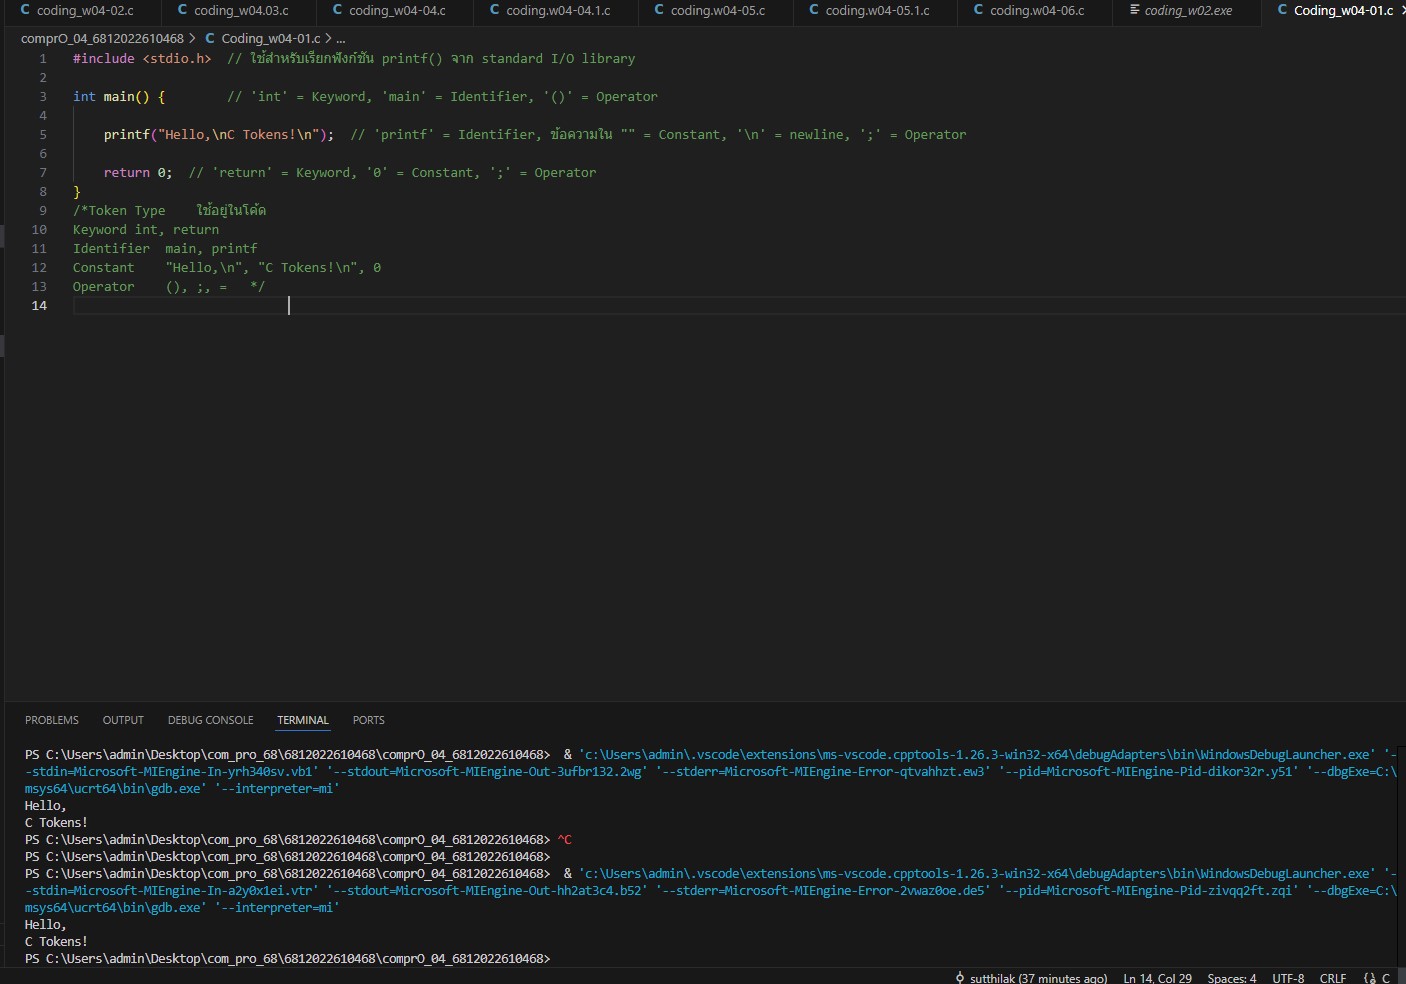 coding_w04-02.c coding_w04.03.c coding_w04-04.c coding.w04-04.1.c coding.w04-05.c coding.w04-05.1.c coding.w04-06.c coding_w02.exe Coding_w04-01.c
comprO_04_6812022610468 > C Coding_w04-01.c > ...
1 #include <stdio.h>  // ใช้สำหรับเรียกฟังก์ชัน printf() จาก standard I/O library
2
3 int main() {        // 'int' = Keyword, 'main' = Identifier, '()' = Operator
4
5     printf("Hello,\nC Tokens!\n");  // 'printf' = Identifier, ข้อความใน "" = Constant, '\n' = newline, ';' = Operator
6
7     return 0;  // 'return' = Keyword, '0' = Constant, ';' = Operator
8 }
9 /*Token Type    ใช้อยู่ในโค้ด
10 Keyword int, return
11 Identifier  main, printf
12 Constant    "Hello,\n", "C Tokens!\n", 0
13 Operator    (), ;, =   */
14
PROBLEMS OUTPUT DEBUG CONSOLE TERMINAL PORTS
PS C:\Users\admin\Desktop\com_pro_68\6812022610468\comprO_04_6812022610468>  & 'c:\Users\admin\.vscode\extensions\ms-vscode.cpptools-1.26.3-win32-x64\debugAdapters\bin\WindowsDebugLauncher.exe' '-
-stdin=Microsoft-MIEngine-In-yrh340sv.vb1' '--stdout=Microsoft-MIEngine-Out-3ufbr132.2wg' '--stderr=Microsoft-MIEngine-Error-qtvahhzt.ew3' '--pid=Microsoft-MIEngine-Pid-dikor32r.y51' '--dbgExe=C:\
msys64\ucrt64\bin\gdb.exe' '--interpreter=mi'
Hello,
C Tokens!
PS C:\Users\admin\Desktop\com_pro_68\6812022610468\comprO_04_6812022610468> ^C
PS C:\Users\admin\Desktop\com_pro_68\6812022610468\comprO_04_6812022610468>
PS C:\Users\admin\Desktop\com_pro_68\6812022610468\comprO_04_6812022610468>  & 'c:\Users\admin\.vscode\extensions\ms-vscode.cpptools-1.26.3-win32-x64\debugAdapters\bin\WindowsDebugLauncher.exe' '-
-stdin=Microsoft-MIEngine-In-a2y0x1ei.vtr' '--stdout=Microsoft-MIEngine-Out-hh2at3c4.b52' '--stderr=Microsoft-MIEngine-Error-2vwaz0oe.de5' '--pid=Microsoft-MIEngine-Pid-zivqq2ft.zqi' '--dbgExe=C:\
msys64\ucrt64\bin\gdb.exe' '--interpreter=mi'
Hello,
C Tokens!
PS C:\Users\admin\Desktop\com_pro_68\6812022610468\comprO_04_6812022610468>
sutthilak (37 minutes ago) Ln 14, Col 29 Spaces: 4 UTF-8 CRLF {} C